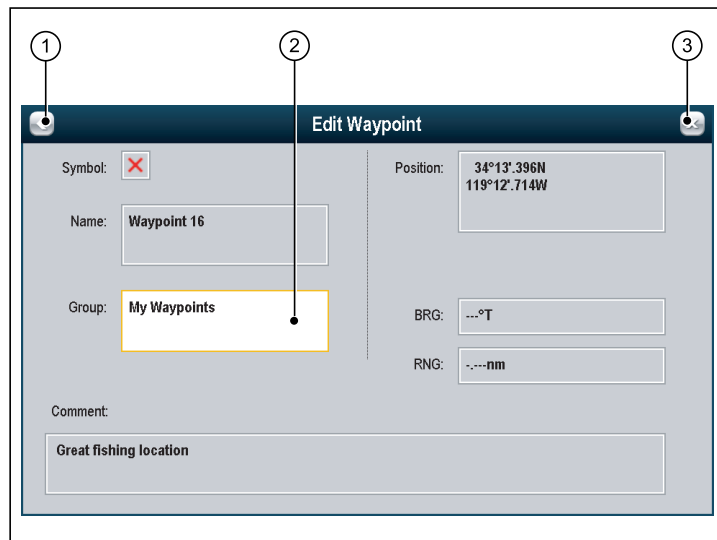 1
2
3
Edit Waypoint
Symbol:
Name:
Waypoint 16
Group:
My Waypoints
Position:
34°13'.396N
119°12'.714W
BRG:
---°T
RNG:
-.---nm
Comment:
Great fishing location